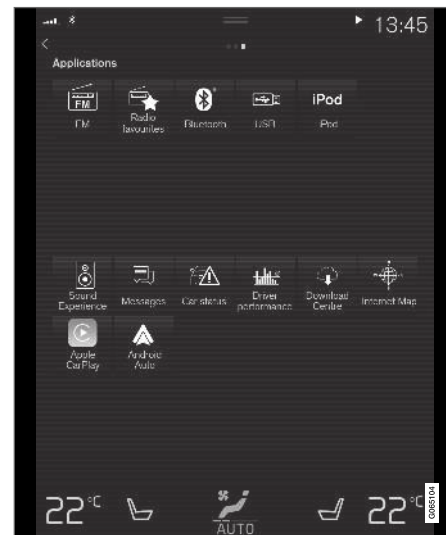 13:45
Applications
FM
iPod
FM
Radio
favourites
Bluetooth
USB
iPod
Sound
Experience
Messages
Car status
Driver
performance
Download
Centre
Internet Map
Apple
CarPlay
Android
Auto
22°C
22°C
AUTO
G065104